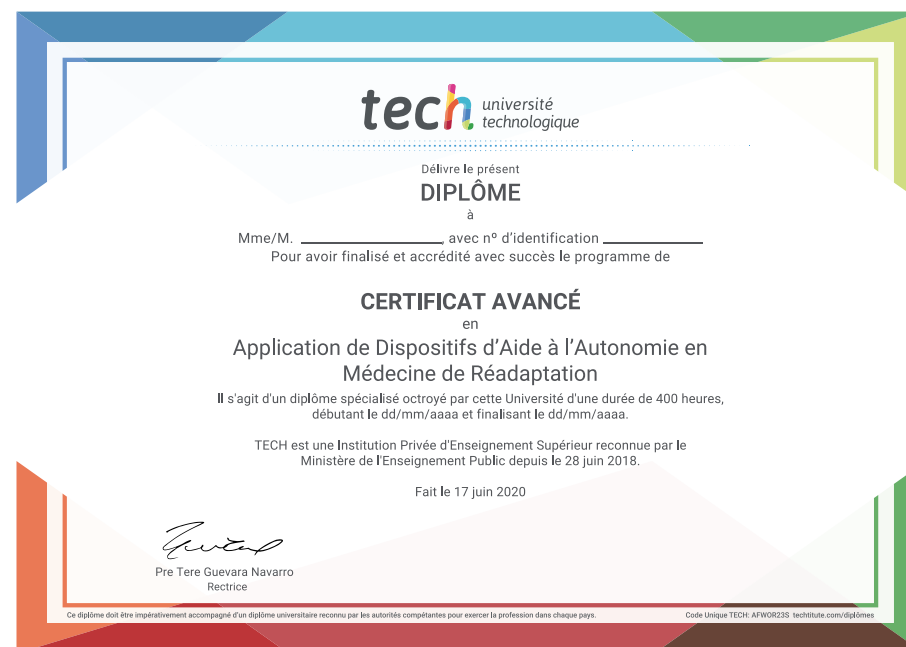 tech université
technologique
Délivre le présent
DIPLÔME
à
Mme/M. ____________________, avec nº d'identification ______________
Pour avoir finalisé et accrédité avec succès le programme de
CERTIFICAT AVANCÉ
en
Application de Dispositifs d'Aide à l'Autonomie en
Médecine de Réadaptation
Il s'agit d'un diplôme spécialisé octroyé par cette Université d'une durée de 400 heures,
débutant le dd/mm/aaaa et finalisant le dd/mm/aaaa.
TECH est une Institution Privée d'Enseignement Supérieur reconnue par le
Ministère de l'Enseignement Public depuis le 28 juin 2018.
Fait le 17 juin 2020
Pre Tere Guevara Navarro
Rectrice
Ce diplôme doit être impérativement accompagné d'un diplôme universitaire reconnu par les autorités compétentes pour exercer la profession dans chaque pays.
Code Unique TECH: AFWOR23S techtitute.com/diplômes